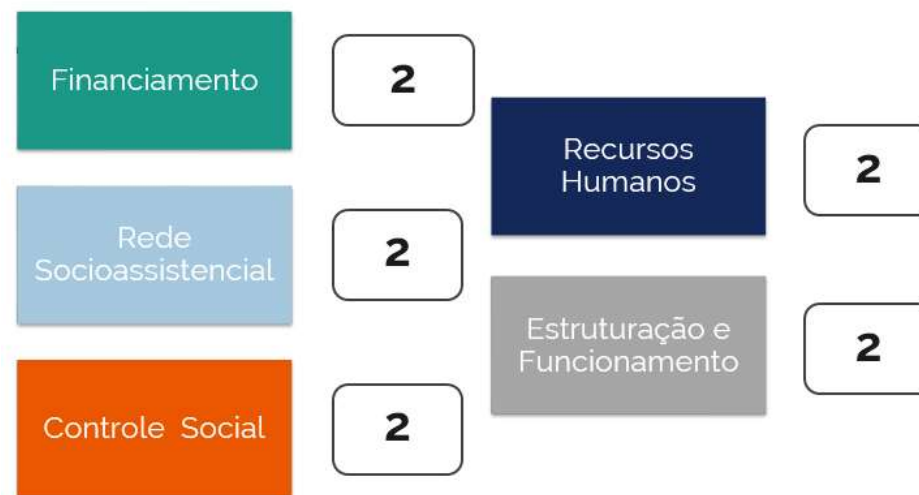 Financiamento
2
Rede
Socioassistencial
2
Controle Social
2
Recursos
Humanos
2
Estruturação e
Funcionamento
2